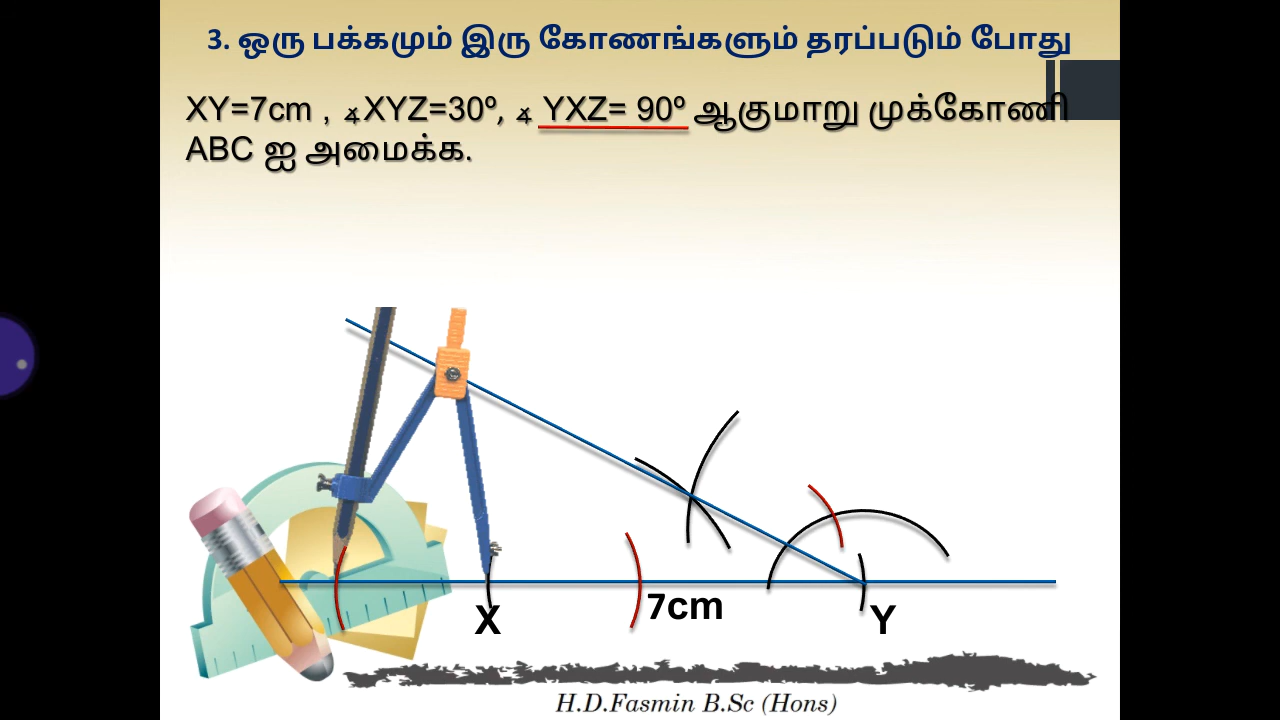 3. ஒரு பக்கமும் இரு கோணங்களும் தரப்படும் போது
XY=7cm , ∡XYZ=30º, ∡ YXZ= 90º ஆகுமாறு முக்கோணி
ABC ஐ அமைக்க.
7cm
X
Y
H.D.Fasmin B.Sc (Hons)